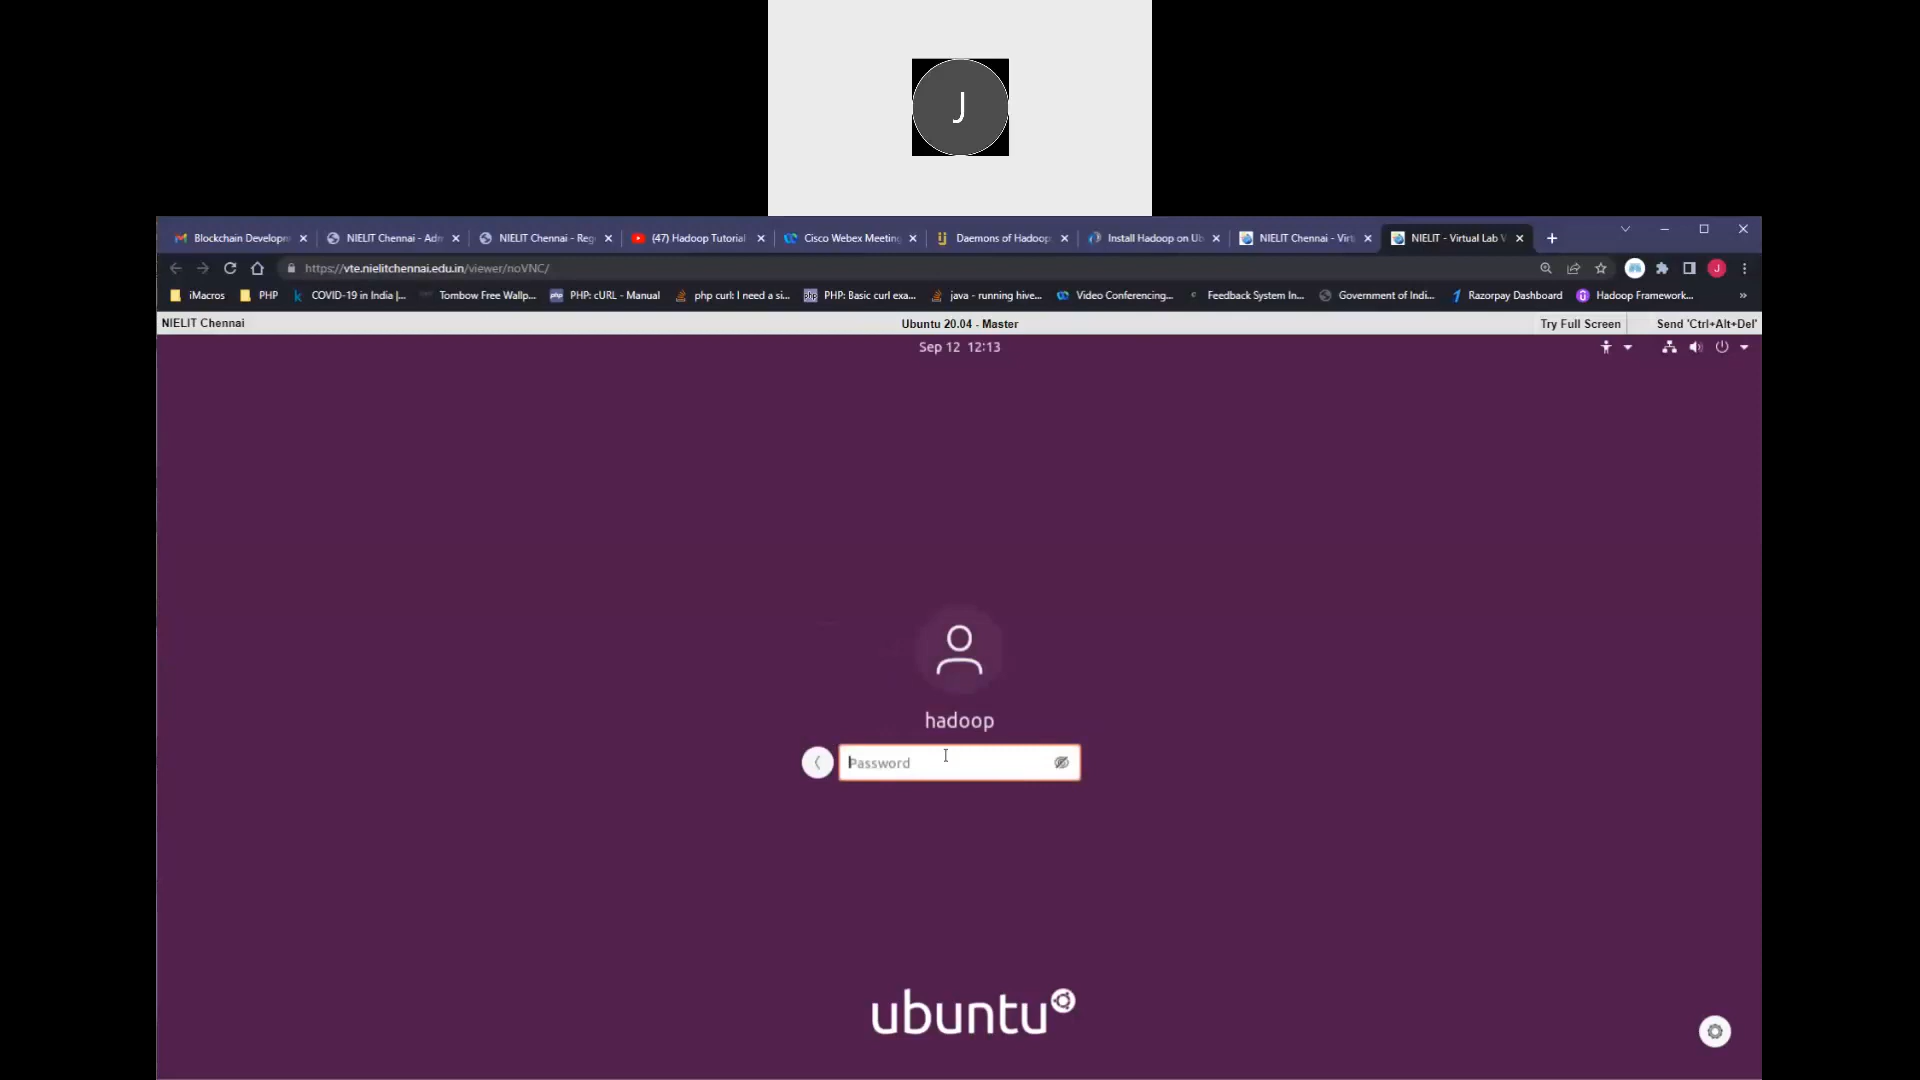 J
Blockchain Developm
NIELIT Chennai - Adm
NIELIT Chennai - Reg
(47) Hadoop Tutorial
Cisco Webex Meeting
Daemons of Hadoop
Install Hadoop on Ub
NIELIT Chennai - Virt
NIELIT - Virtual Lab V
https://vte.nielitchennai.edu.in/viewer/noVNC/
J
iMacros
PHP
COVID-19 in India |...
Tombow Free Wallp...
PHP: cURL - Manual
php curl: I need a si...
PHP: Basic curl exa...
java - running hive...
Video Conferencing...
Feedback System In...
Government of Indi...
Razorpay Dashboard
Hadoop Framework...
»
NIELIT Chennai
Ubuntu 20.04 - Master
Try Full Screen
Send 'Ctrl+Alt+Del'
Sep 12 12:13
hadoop
Password
ubuntu